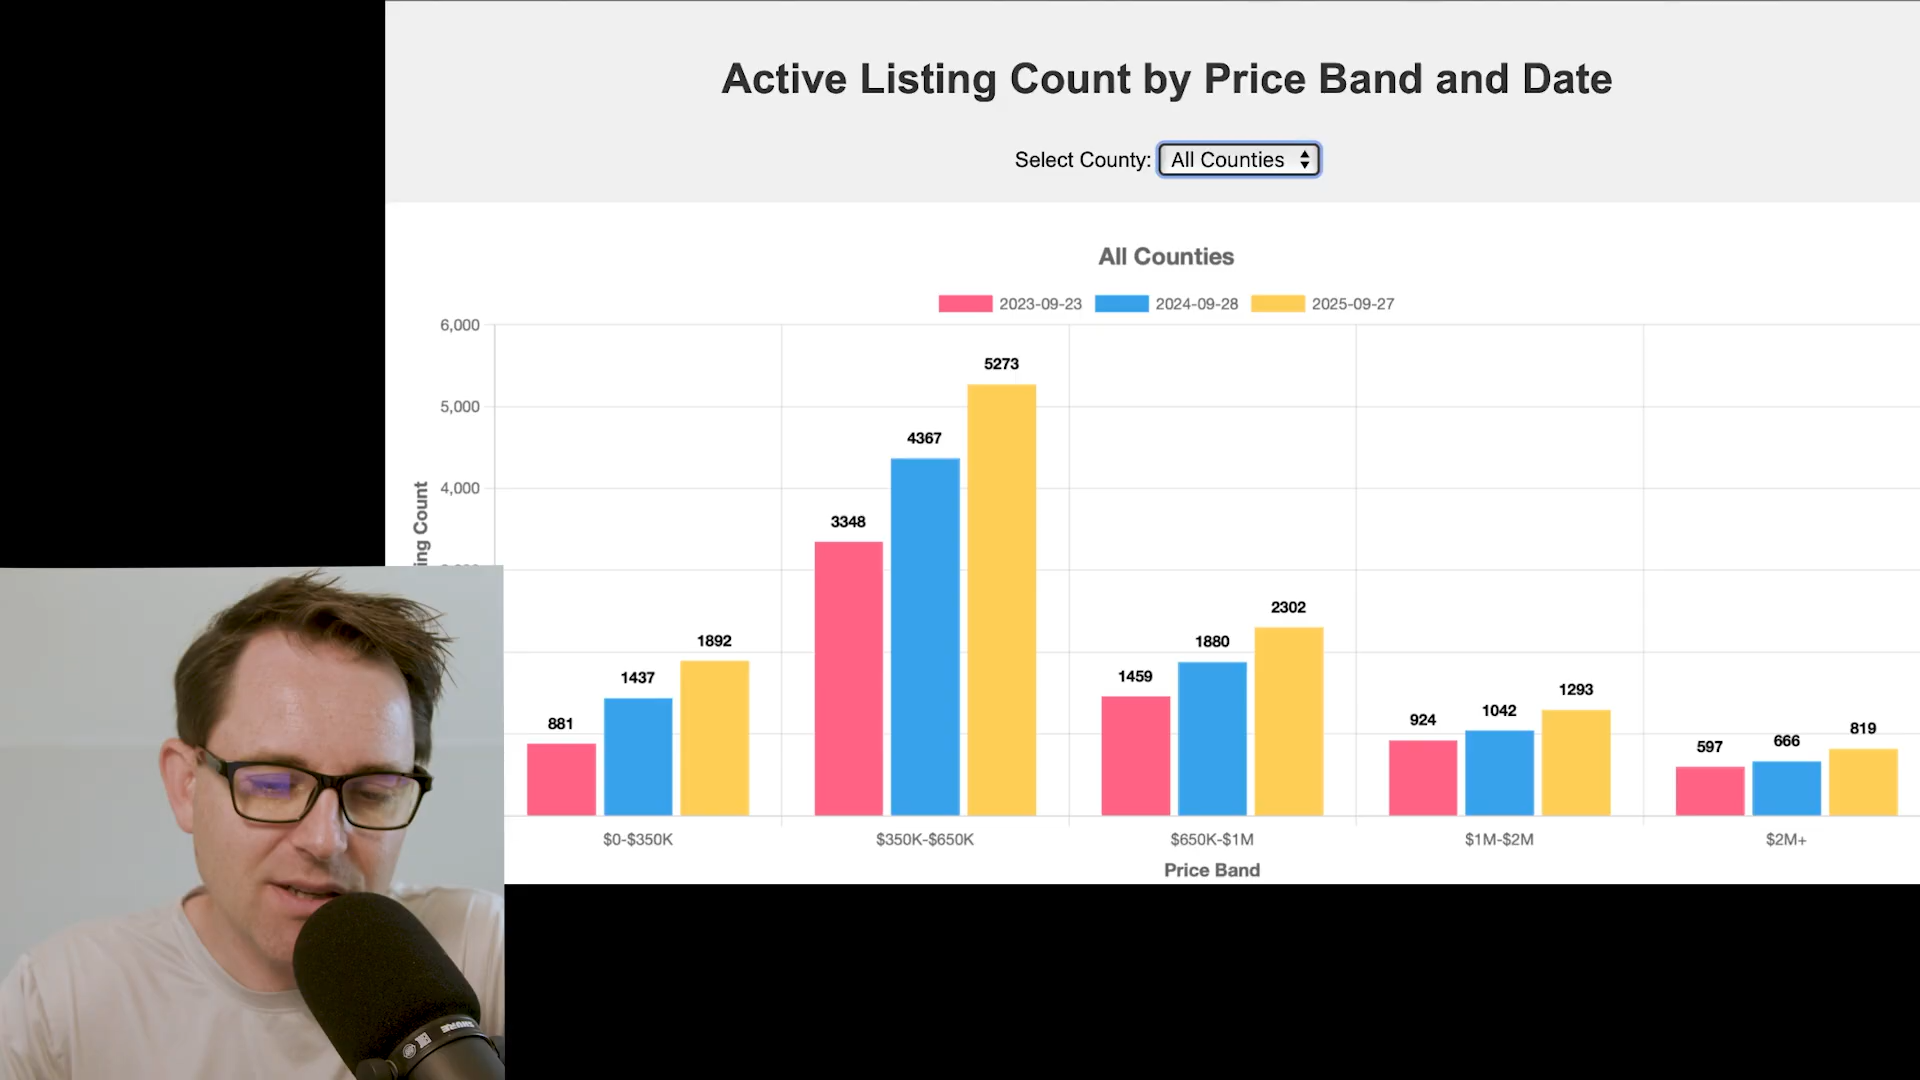 Active Listing Count by Price Band and Date
Select County: All Counties
All Counties
2023-09-23 2024-09-28 2025-09-27
6,000
5,000
4,000
ing Count
881 1437 1892
3348 4367 5273
1459 1880 2302
924 1042 1293
597 666 819
$0-$350K $350K-$650K $650K-$1M $1M-$2M $2M+
Price Band
SHURE